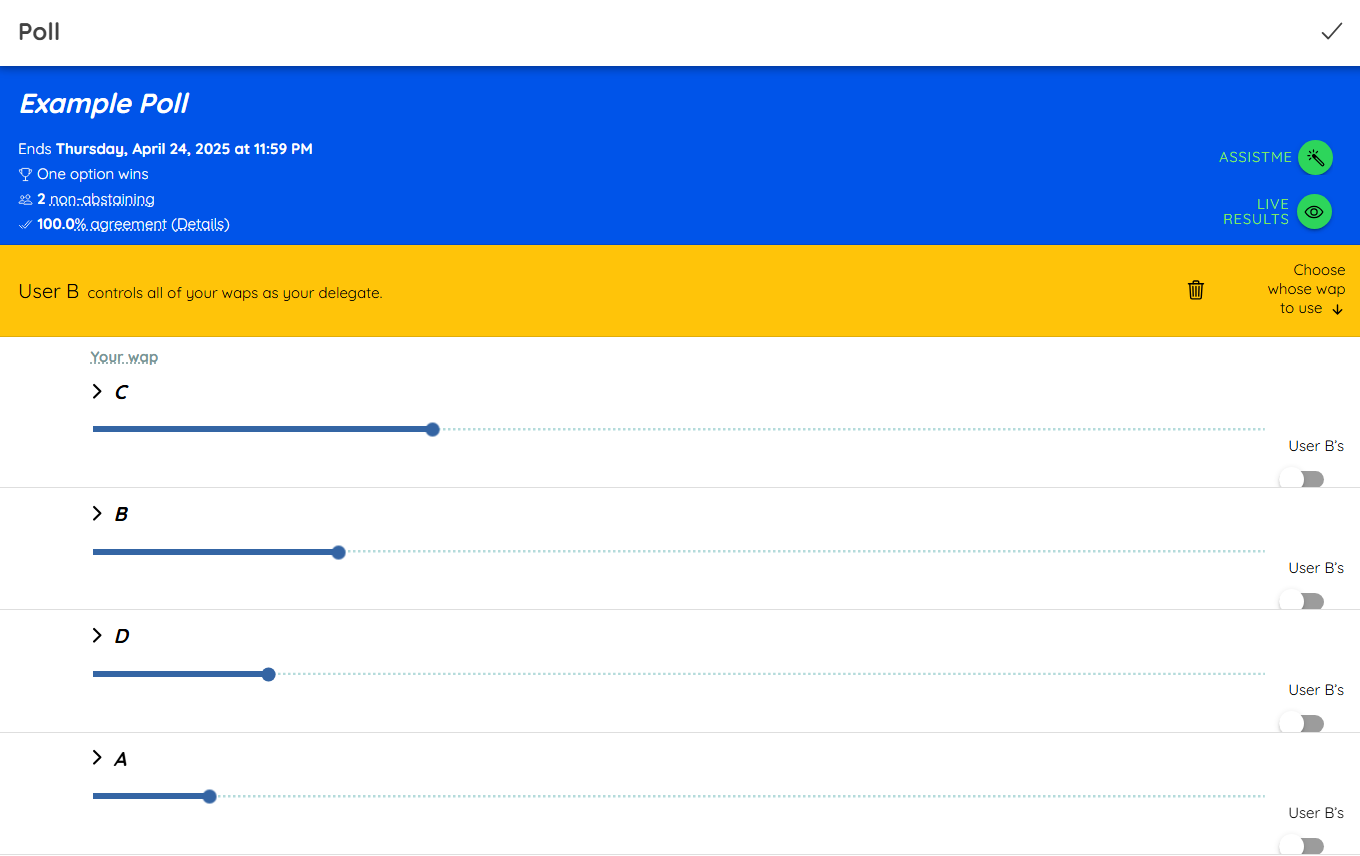 Poll
Example Poll
Ends Thursday, April 24, 2025 at 11:59 PM
One option wins
2 non-abstaining
100.0% agreement (Details)
ASSISTME
LIVE
RESULTS
User B controls all of your waps as your delegate.
Choose
whose wap
to use
Your wap
C
User B's
B
User B's
D
User B's
A
User B's